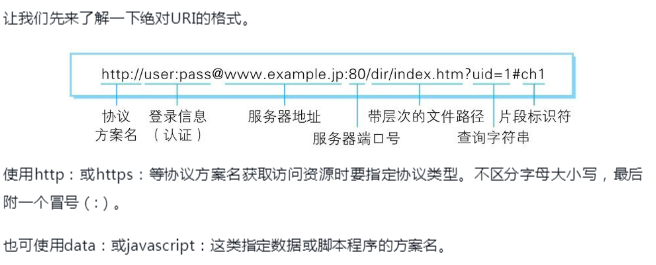 让我们先来了解一下绝对URI的格式。
http://user:pass@www.example.jp:80/dir/index.htm?uid=1#ch1
协议 登录信息 服务器地址 带层次的文件路径 片段标识符
方案名 （认证） 服务器端口号 查询字符串
使用http：或https：等协议方案名获取访问资源时要指定协议类型。不区分字母大小写，最后
附一个冒号（:）。
也可使用data：或javascript：这类指定数据或脚本程序的方案名。